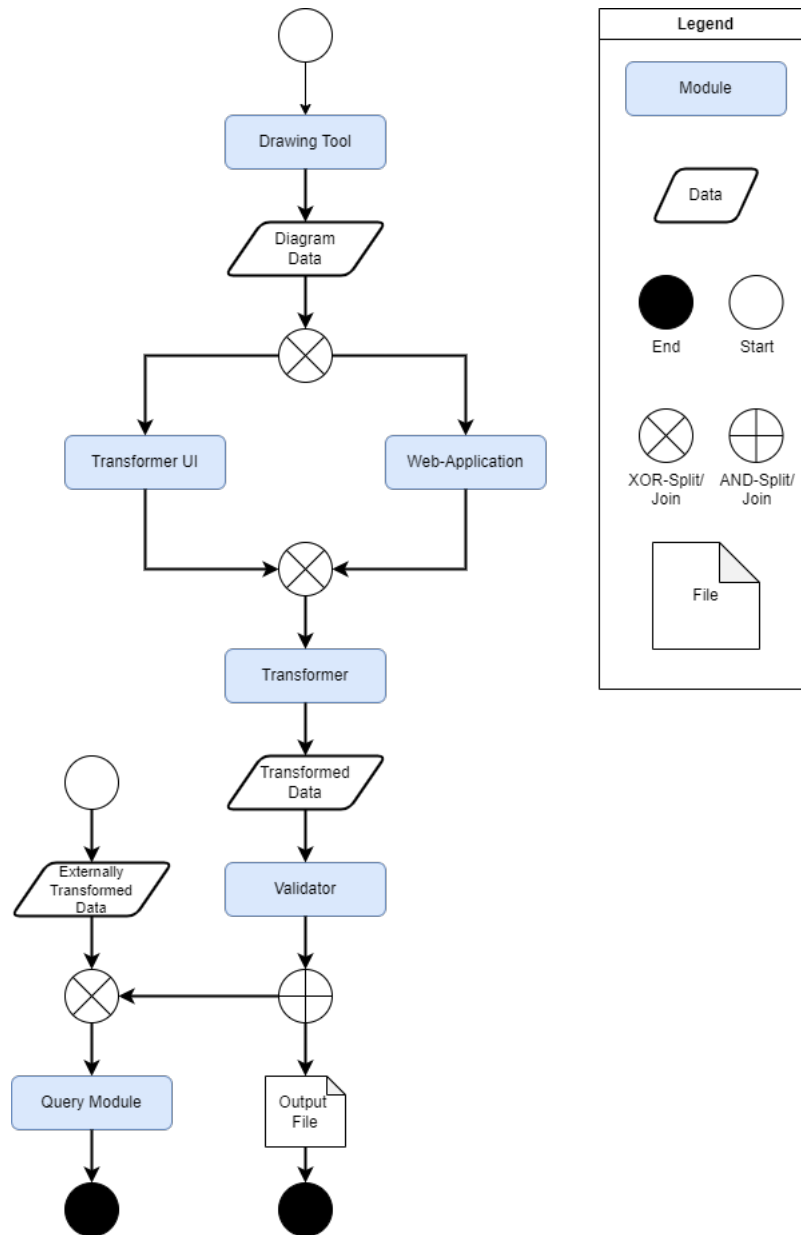 Drawing Tool
Diagram
Data
Transformer UI
Web-Application
Transformer
Transformed
Data
Externally
Transformed
Data
Validator
Query Module
Output
File
Legend
Module
Data
End
Start
XOR-Split/
Join
AND-Split/
Join
File